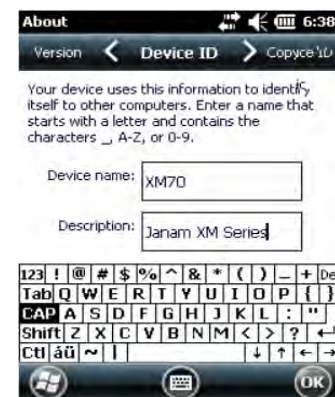 About 6:38
Version Device ID
Your device uses this information to identify
itself to other computers. Enter a name that
starts with a letter and contains the
characters _, A-Z, or 0-9.
Device name: XM70
Description: Janam XM Series
123 ! @ # $ % ^ & * ( ) _ + De
Tab Q W E R T Y U I O P { }
CAP A S D F G H J K L : "
Shift Z X C V B N M < > ? ↵
Ctl áü ~ | ↓ ↑ ← →
OK